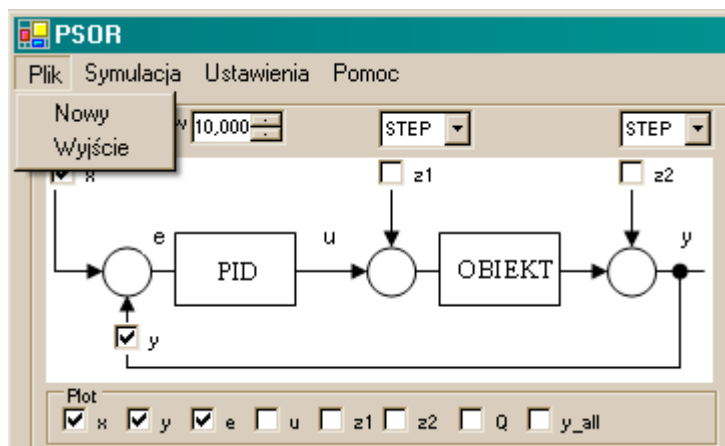 PSOR
Plik Symulacja Ustawienia Pomoc
Nowy
Wyjście
10,000 STEP STEP
x z1 z2
e u y
PID OBIEKT
y
Plot
x y e u z1 z2 Q y_all